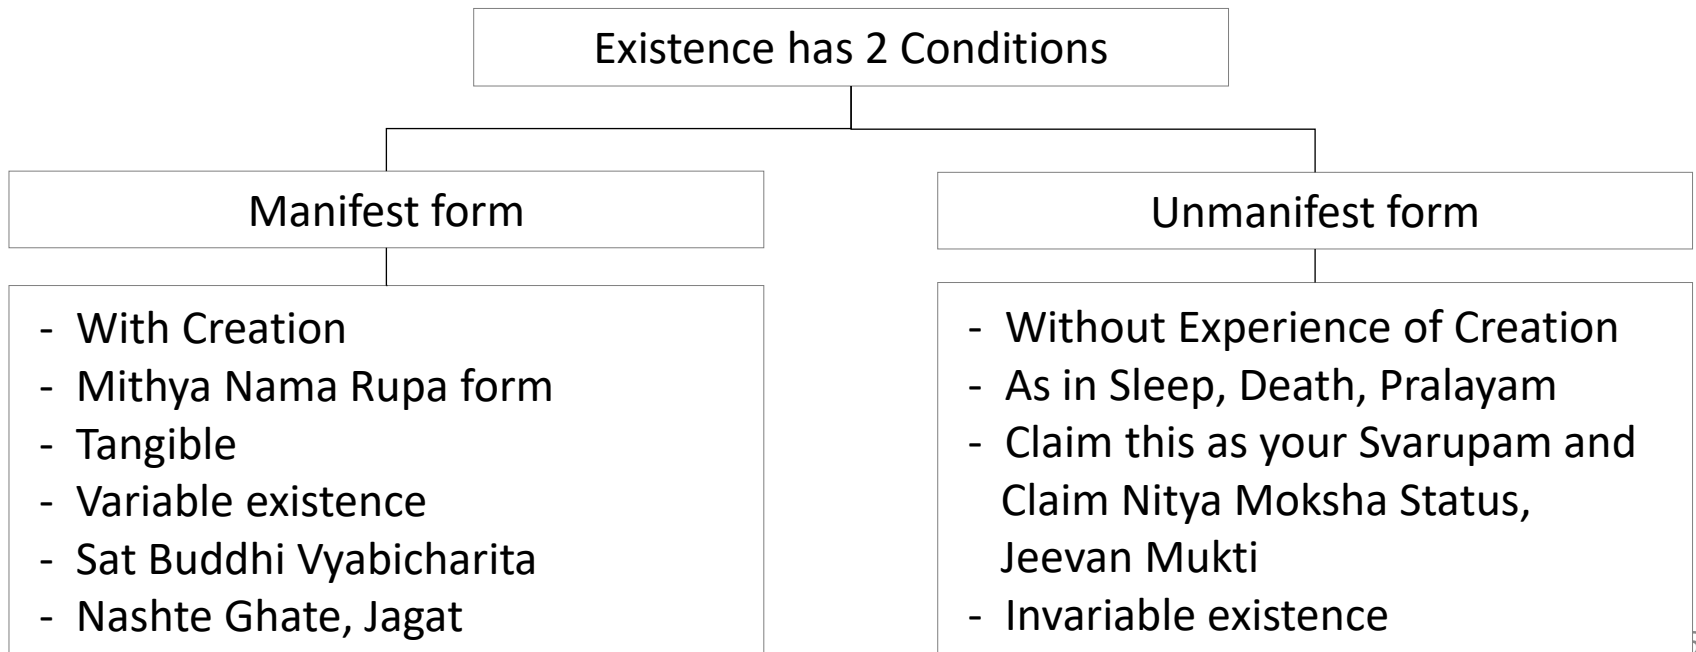 Existence has 2 Conditions
Manifest form
Unmanifest form
- With Creation
- Mithya Nama Rupa form
- Tangible
- Variable existence
- Sat Buddhi Vyabicharita
- Nashte Ghate, Jagat
- Without Experience of Creation
- As in Sleep, Death, Pralayam
- Claim this as your Svarupam and
Claim Nitya Moksha Status,
Jeevan Mukti
- Invariable existence